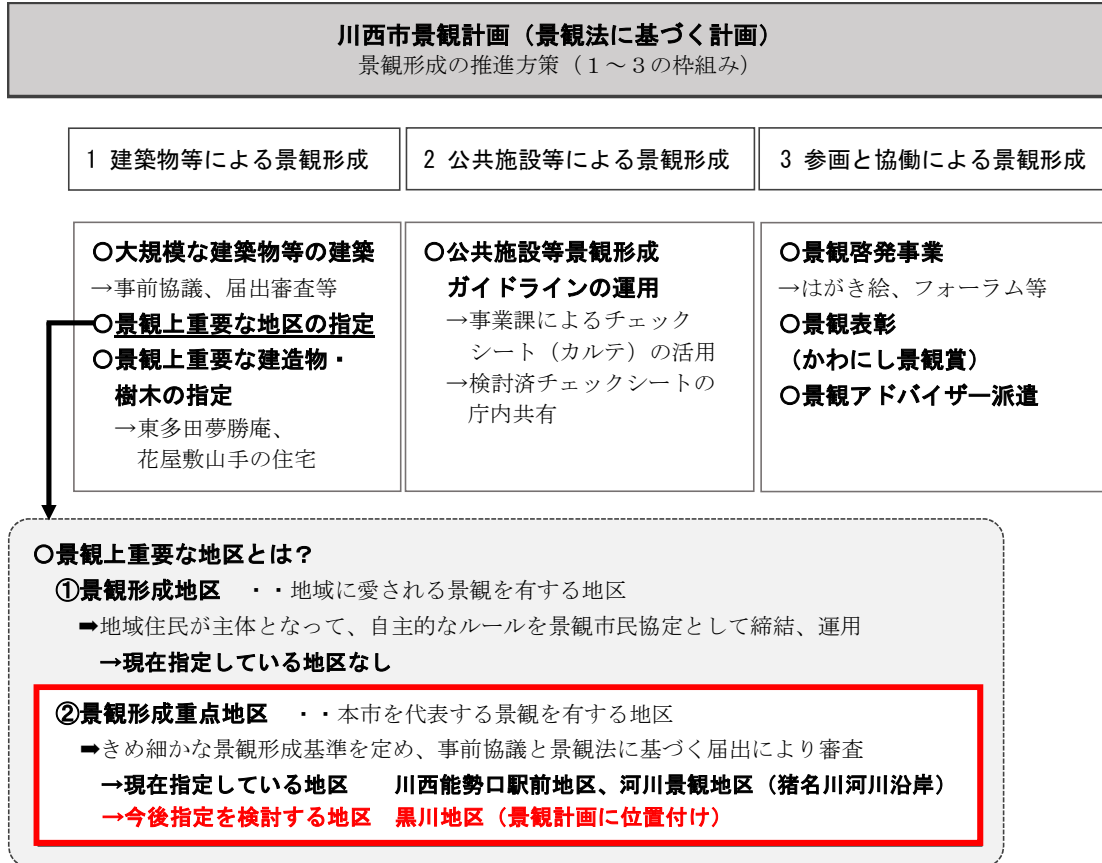 川西市景観計画（景観法に基づく計画）
景観形成の推進方策（１～３の枠組み）
1 建築物等による景観形成
〇大規模な建築物等の建築
→事前協議、届出審査等
〇景観上重要な地区の指定
〇景観上重要な建造物・
樹木の指定
→東多田夢勝庵、
花屋敷山手の住宅
2 公共施設等による景観形成
〇公共施設等景観形成
ガイドラインの運用
→事業課によるチェック
シート（カルテ）の活用
→検討済チェックシートの
庁内共有
3 参画と協働による景観形成
〇景観啓発事業
→はがき絵、フォーラム等
〇景観表彰
（かわにし景観賞）
〇景観アドバイザー派遣
〇景観上重要な地区とは？
①景観形成地区　・・地域に愛される景観を有する地区
➡地域住民が主体となって、自主的なルールを景観市民協定として締結、運用
→現在指定している地区なし
②景観形成重点地区　・・本市を代表する景観を有する地区
➡きめ細かな景観形成基準を定め、事前協議と景観法に基づく届出により審査
→現在指定している地区　川西能勢口駅前地区、河川景観地区（猪名川河川沿岸）
→今後指定を検討する地区　黒川地区（景観計画に位置付け）